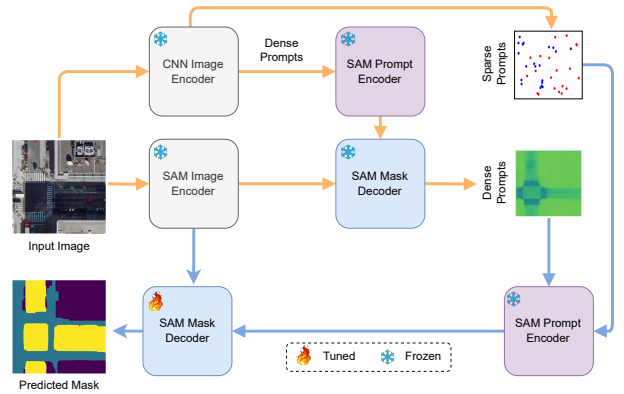 CNN Image
Encoder
Dense
Prompts
SAM Prompt
Encoder
Sparse
Prompts
SAM Image
Encoder
SAM Mask
Decoder
Dense
Prompts
Input Image
SAM Mask
Decoder
SAM Prompt
Encoder
Tuned
Frozen
Predicted Mask